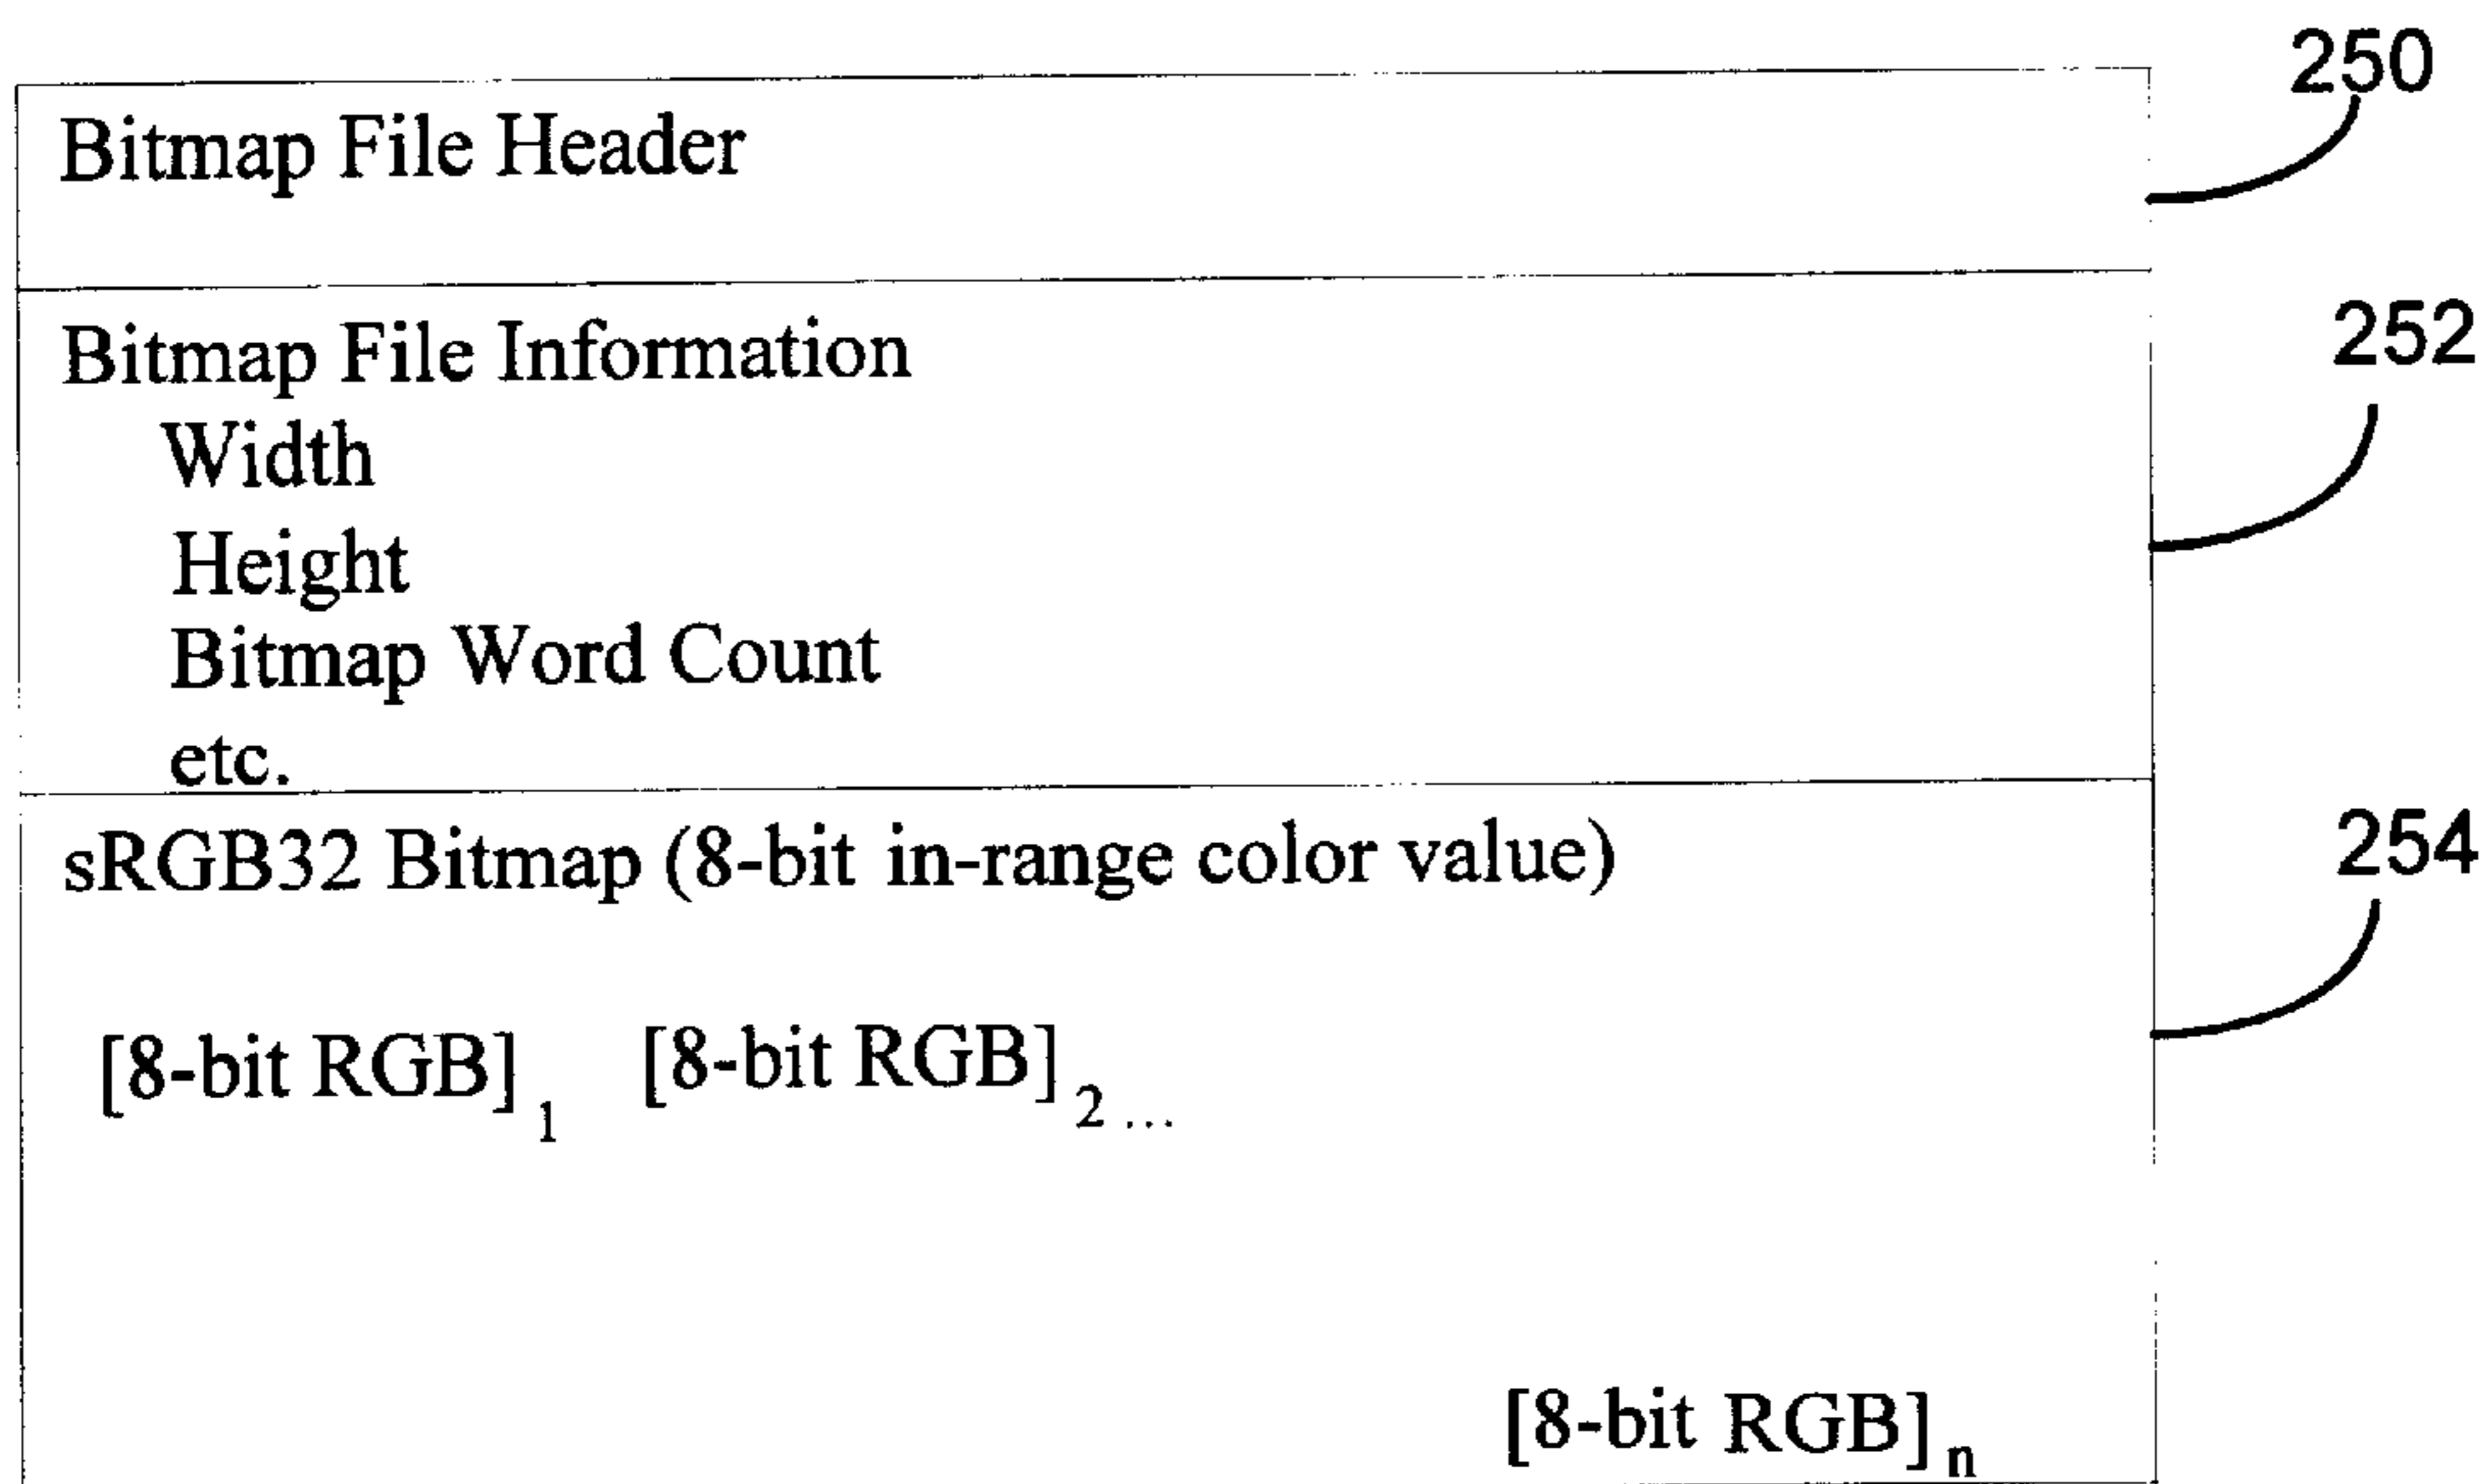 250
Bitmap File Header
252
Bitmap File Information
Width
Height
Bitmap Word Count
etc.
254
sRGB32 Bitmap (8-bit in-range color value)
[8-bit RGB] 1 [8-bit RGB] 2 ...
[8-bit RGB] n